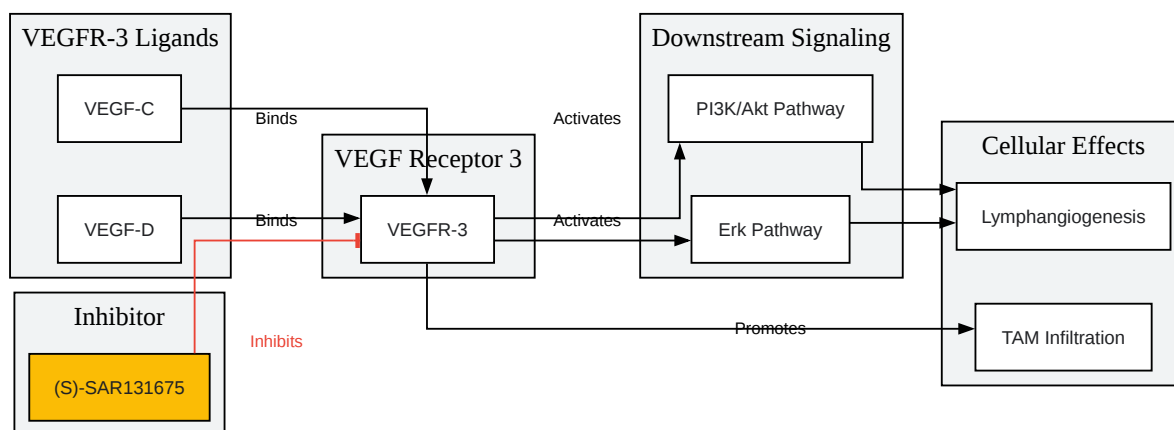 VEGFR-3 Ligands
VEGF-C
VEGF-D
Inhibitor
(S)-SAR131675
Binds
Binds
Inhibits
VEGF Receptor 3
VEGFR-3
Activates
Activates
Promotes
Downstream Signaling
PI3K/Akt Pathway
Erk Pathway
Cellular Effects
Lymphangiogenesis
TAM Infiltration